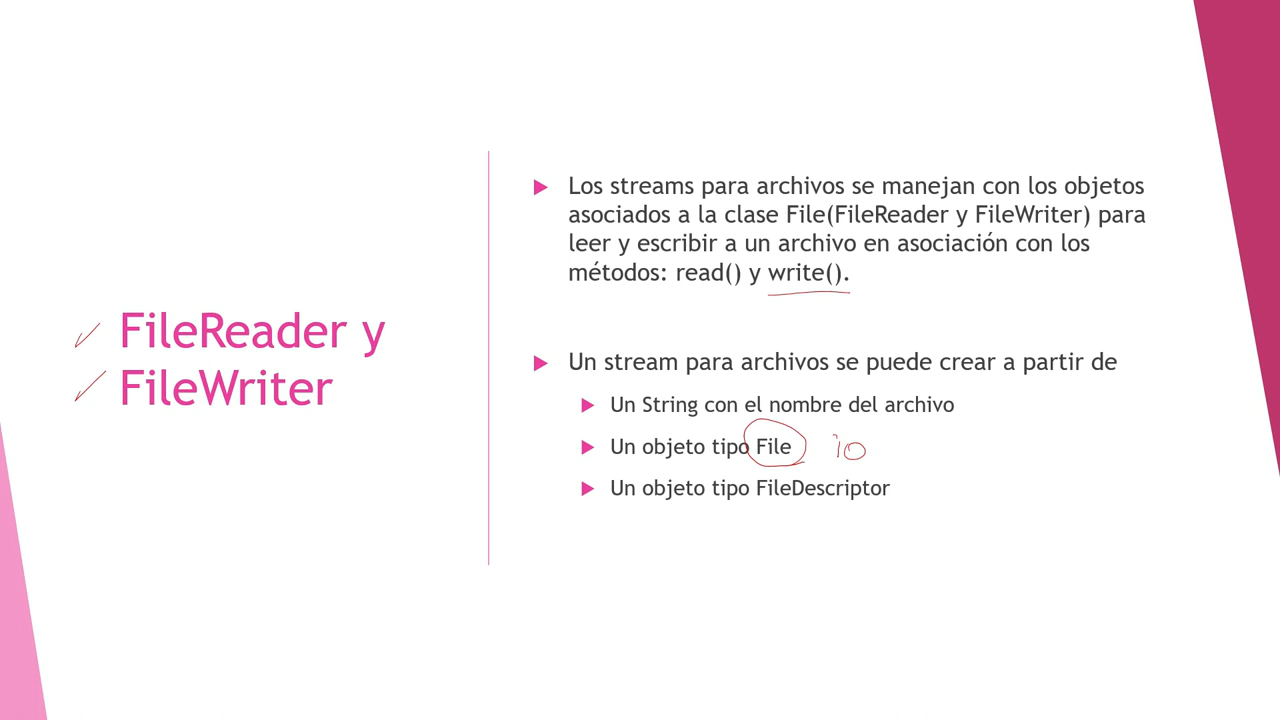 FileReader y
FileWriter
Los streams para archivos se manejan con los objetos
asociados a la clase File(FileReader y FileWriter) para
leer y escribir a un archivo en asociación con los
métodos: read() y write().
Un stream para archivos se puede crear a partir de
Un String con el nombre del archivo
Un objeto tipo File io
Un objeto tipo FileDescriptor